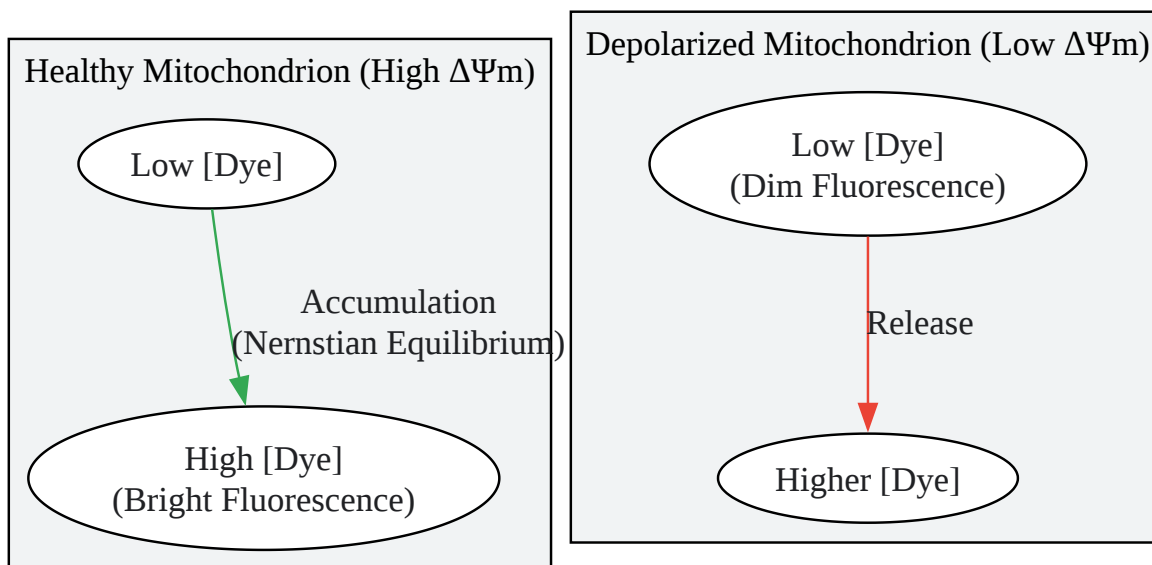 Healthy Mitochondrion (High ΔΨm)
Low [Dye]
Accumulation
(Nernstian Equilibrium)
High [Dye]
(Bright Fluorescence)
Depolarized Mitochondrion (Low ΔΨm)
Low [Dye]
(Dim Fluorescence)
Release
Higher [Dye]